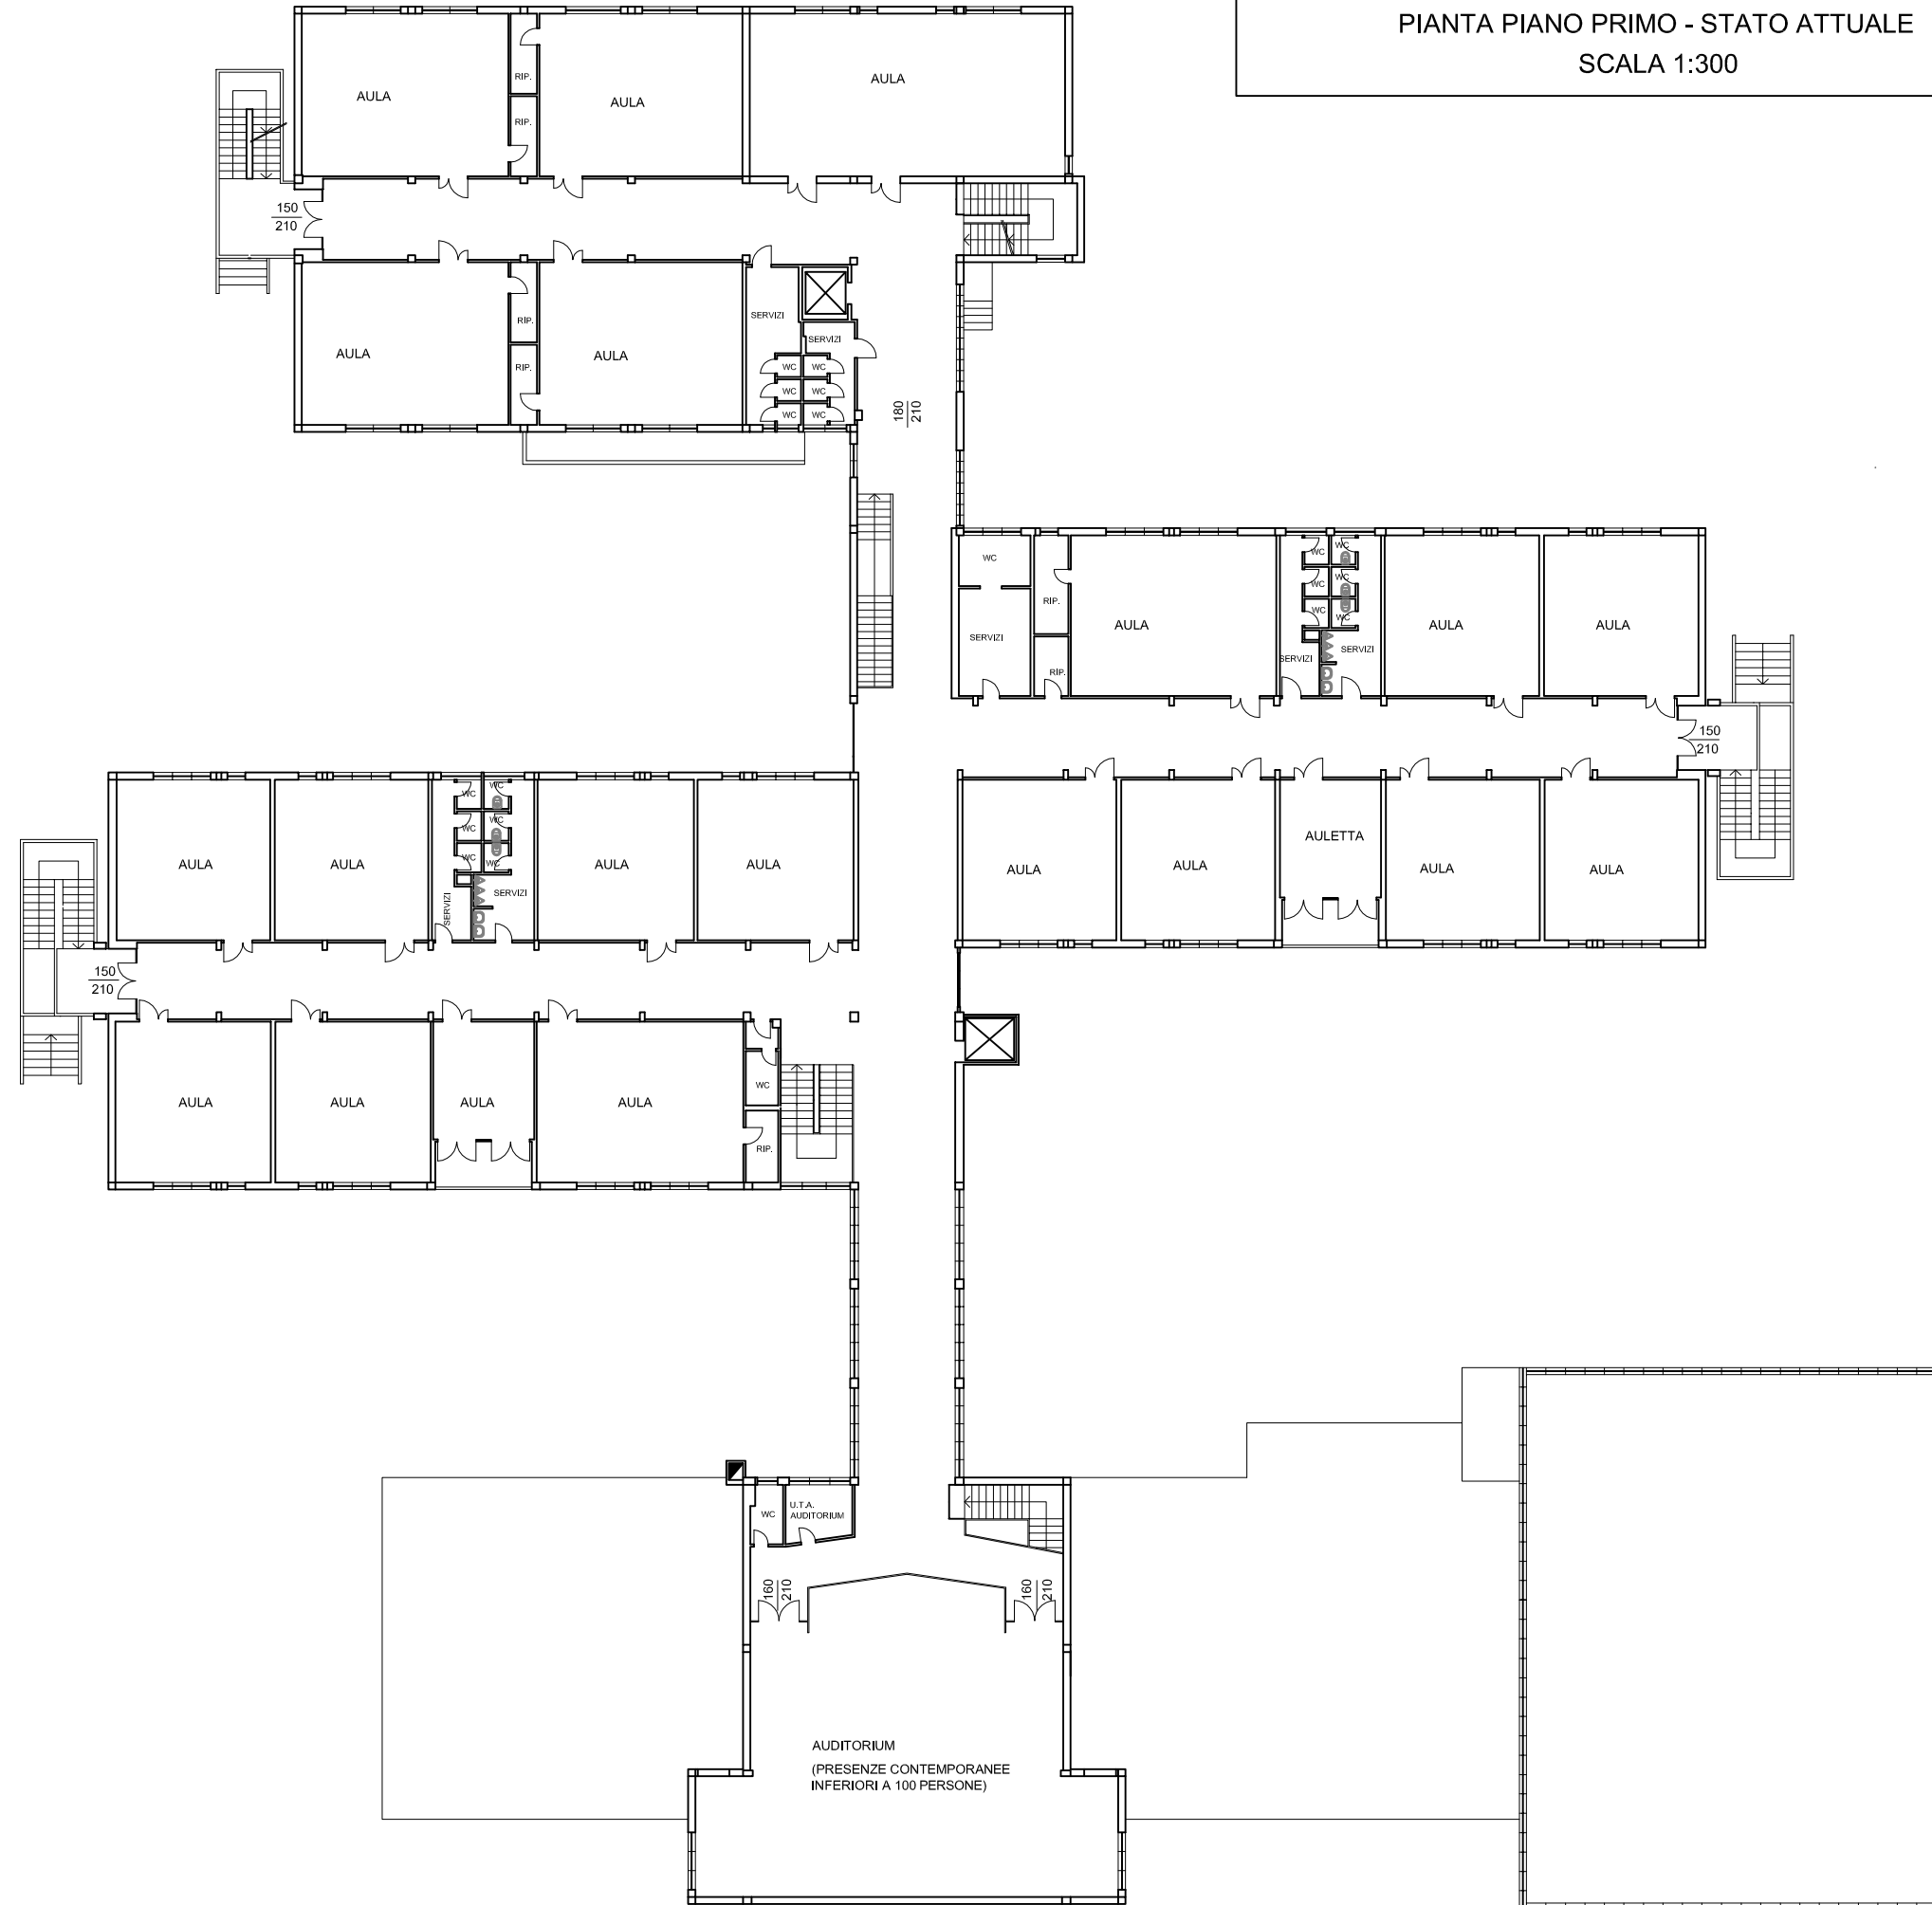 PIANTA PIANO PRIMO - STATO ATTUALE
SCALA 1:300
AULA
RIP.
RIP.
AULA
AULA
150
210
AULA
RIP.
RIP.
AULA
SERVIZI
SERVIZI
WC
WC
WC
WC
WC
WC
180
210
WC
SERVIZI
RIP.
RIP.
AULA
WC
WC
WC
WC
WC
WC
SERVIZI
SERVIZI
AULA
AULA
150
210
AULA
AULA
AULETTA
AULA
AULA
AULA
AULA
WC
WC
WC
WC
WC
WC
SERVIZI
SERVIZI
AULA
AULA
150
210
AULA
AULA
AULA
AULA
WC
RIP.
WC
U.T.A.
AUDITORIUM
160
210
160
210
AUDITORIUM
(PRESENZE CONTEMPORANEE
INFERIORI A 100 PERSONE)